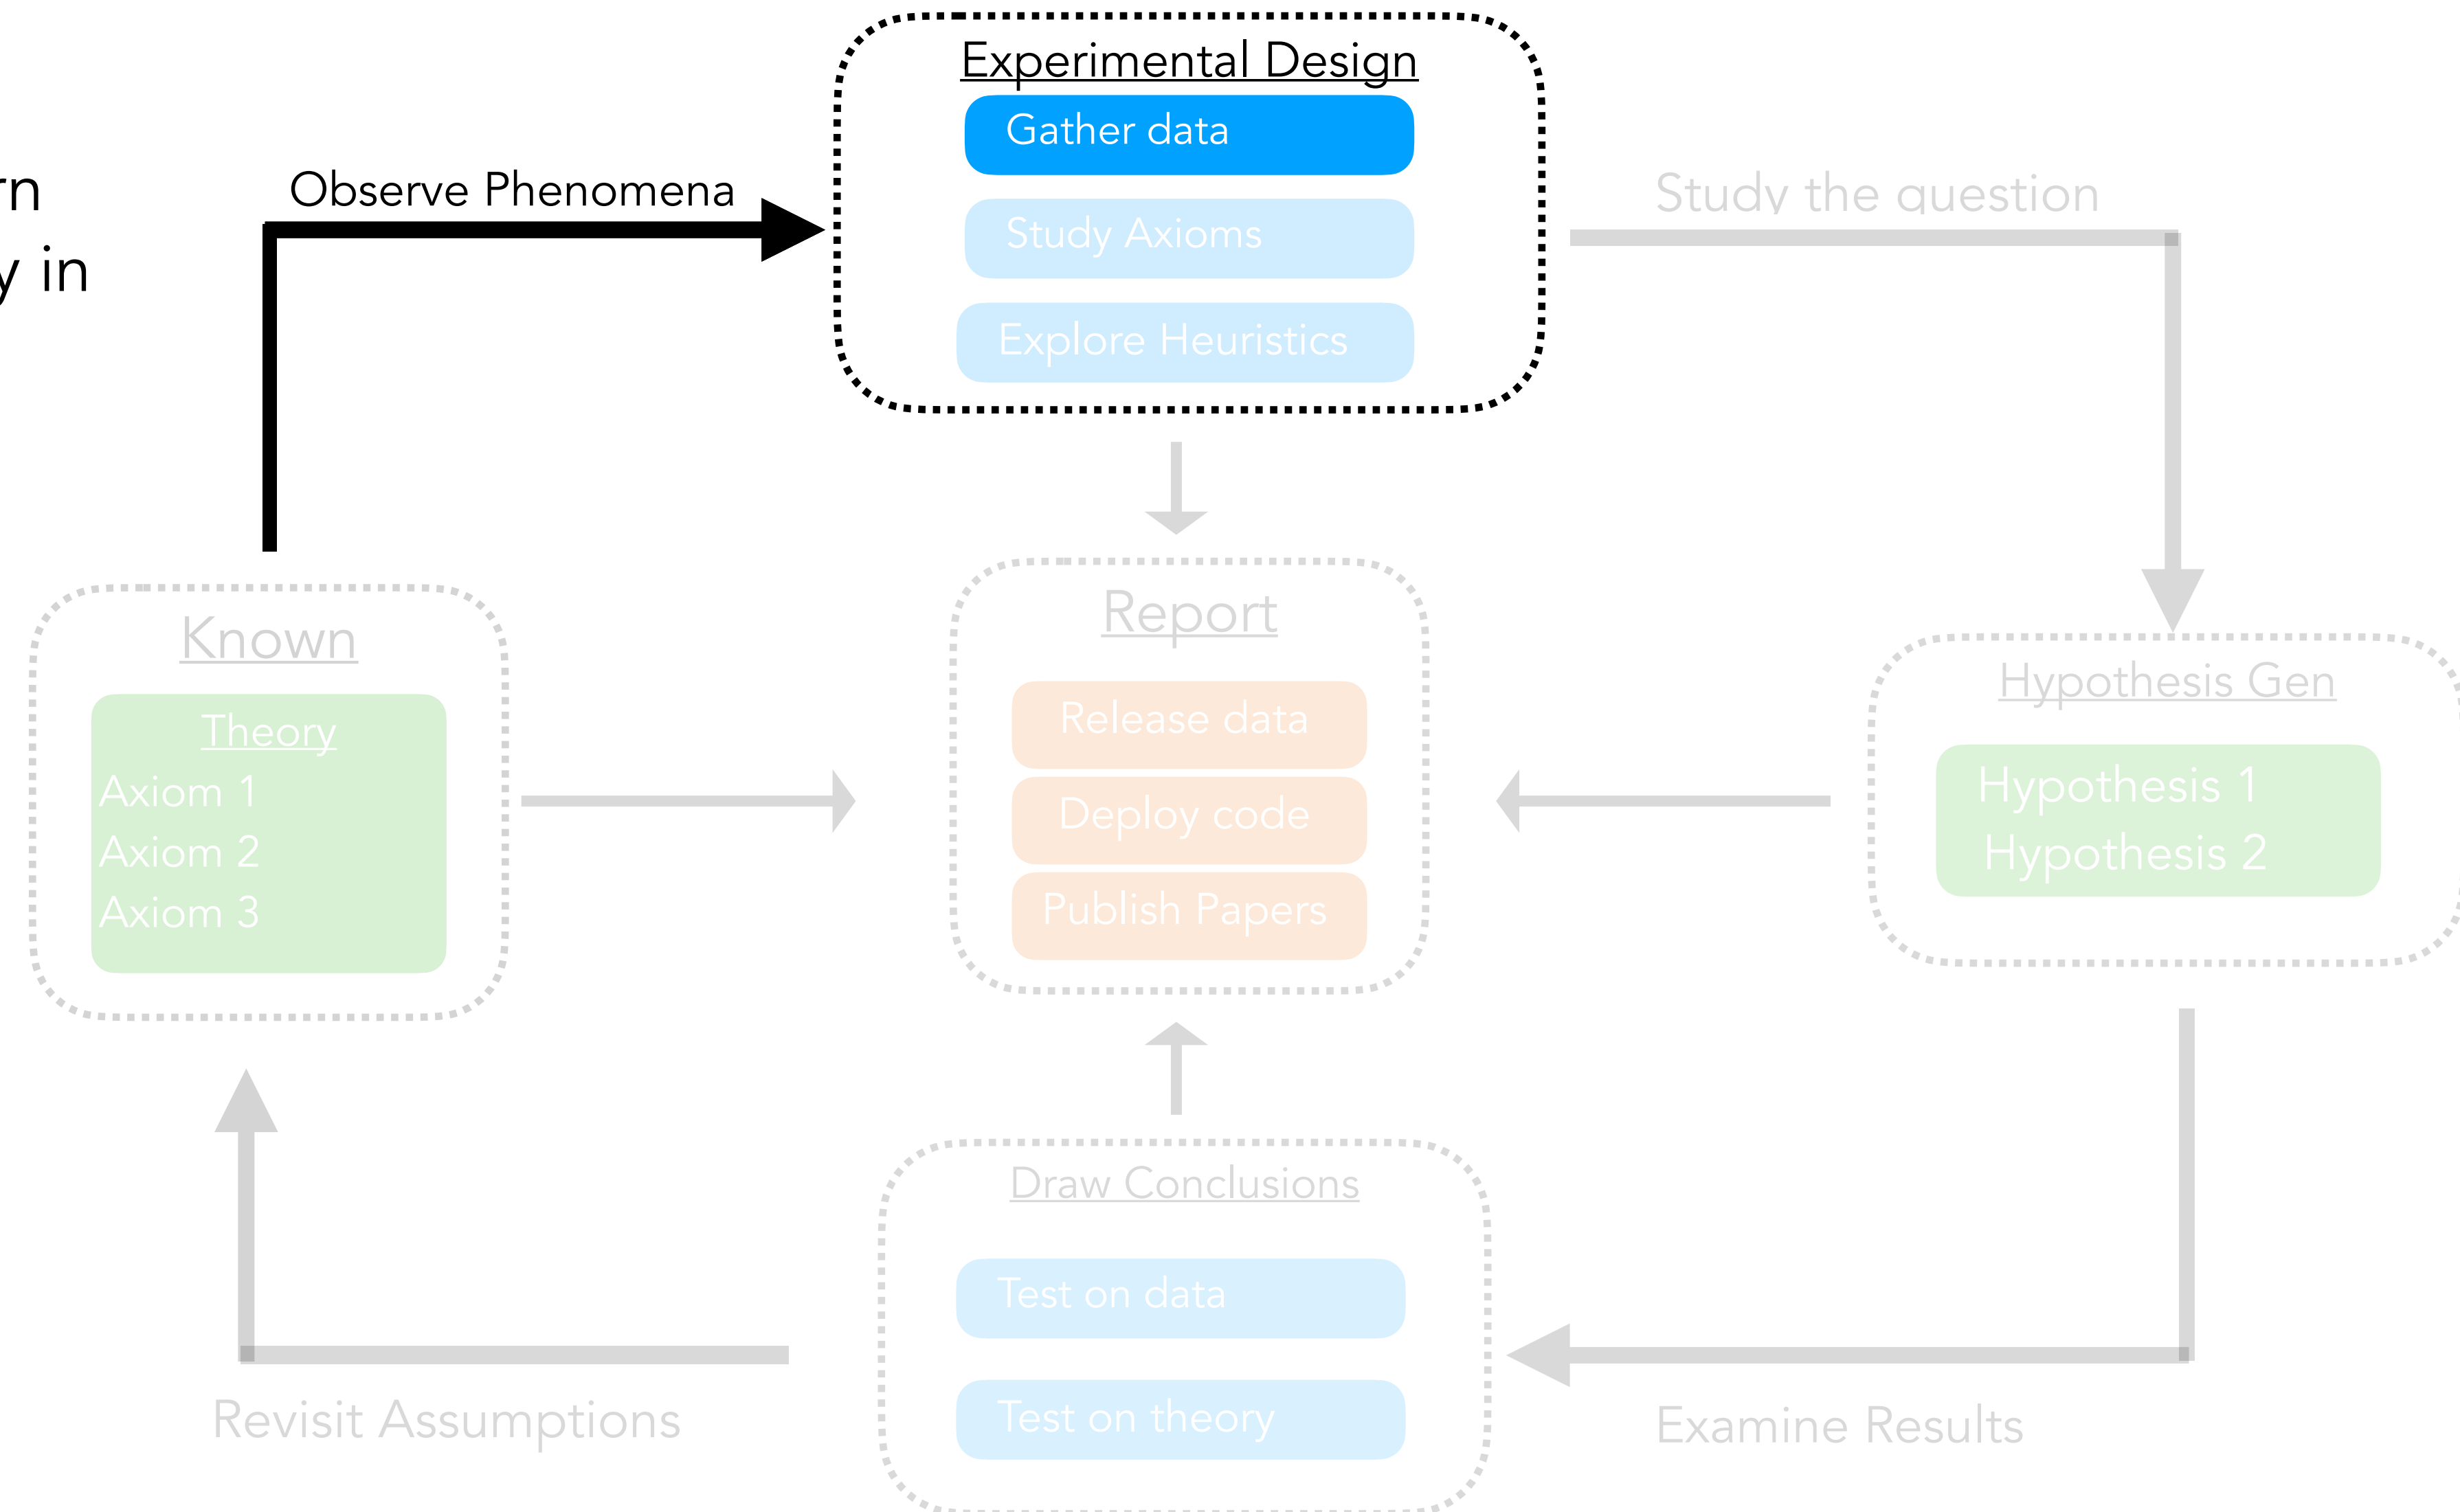 Experimental Design
Gather data
Study Axioms
Explore Heuristics
Observe Phenomena
Study the question
in
Known
Theory
Axiom 1
Axiom 2
Axiom 3
Report
Release data
Deploy code
Publish Papers
Hypothesis Gen
Hypothesis 1
Hypothesis 2
Draw Conclusions
Test on data
Test on theory
Revisit Assumptions
Examine Results